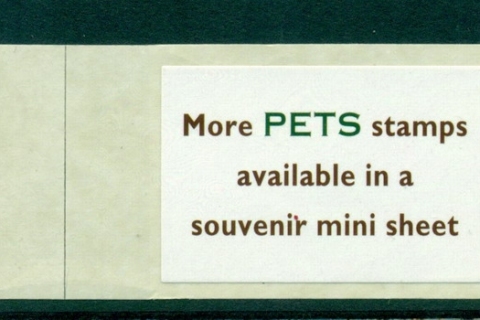 More PETS stamps
available in a
souvenir mini sheet